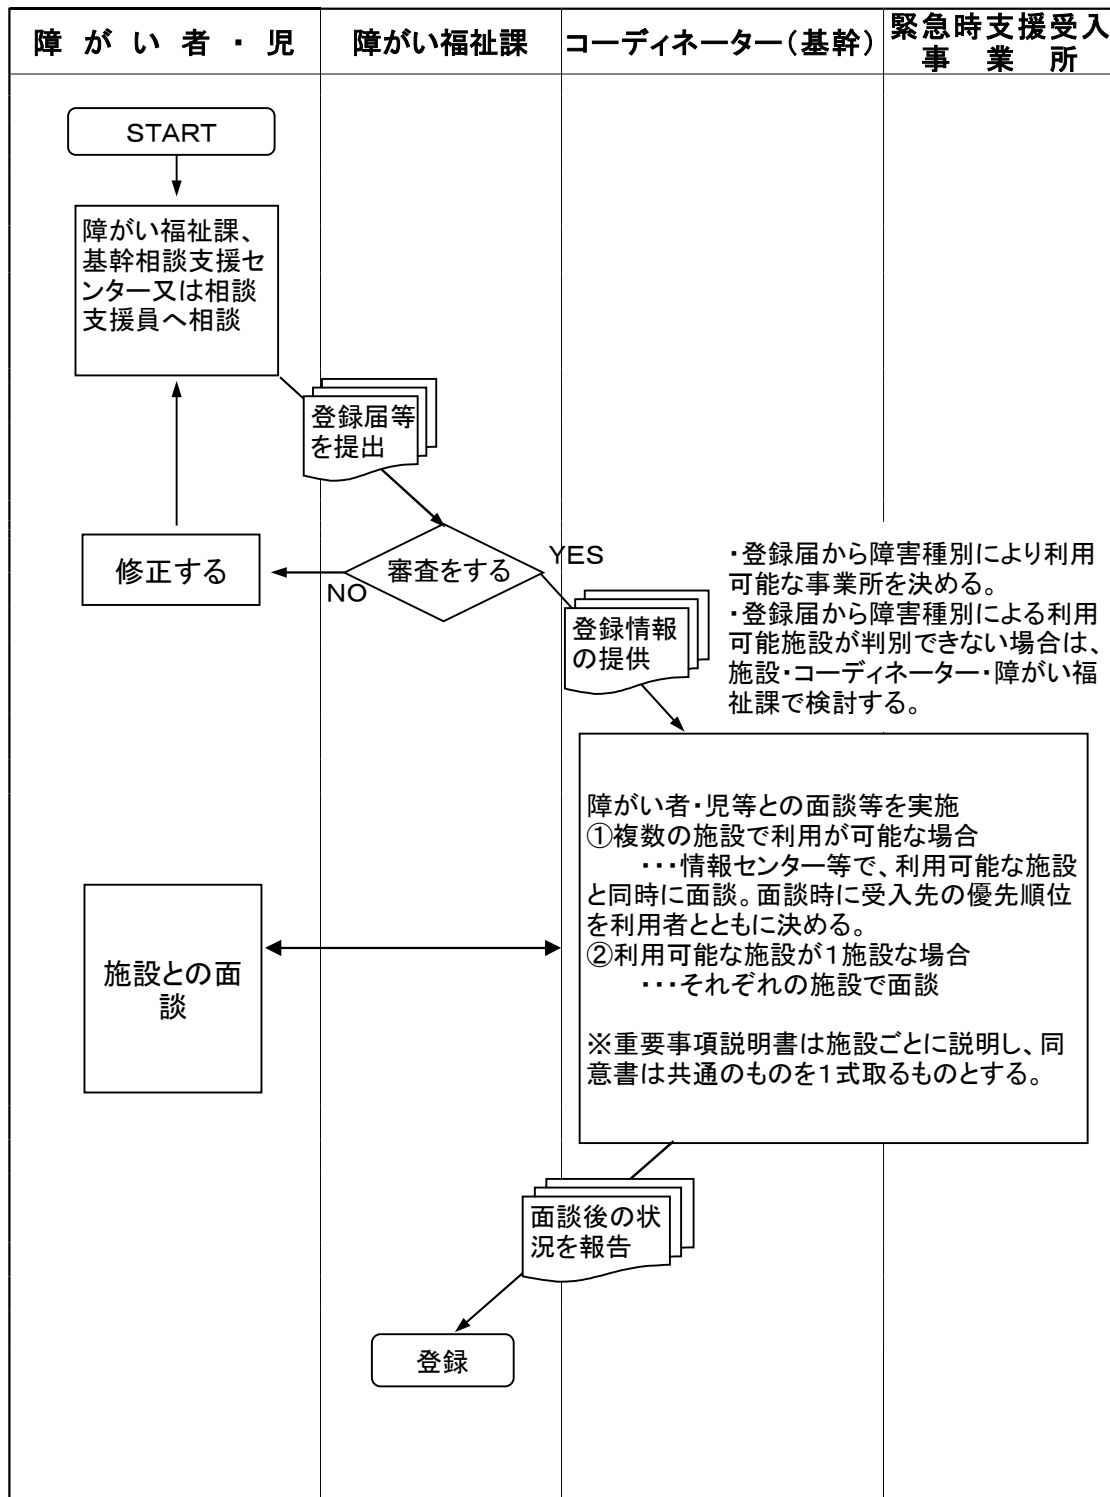 障 が い 者 ・ 児
障がい福祉課
コーディネーター（基幹）
緊急時支援受入
事 業 所
START
障がい福祉課、
基幹相談支援セ
ンター又は相談
支援員へ相談
登録届等
を提出
修正する
NO
審査をする
YES
登録情報
の提供
・登録届から障害種別により利用
可能な事業所を決める。
・登録届から障害種別による利用
可能施設が判別できない場合は、
施設・コーディネーター・障がい福
祉課で検討する。
障がい者・児等との面談等を実施
①複数の施設で利用が可能な場合
・・・情報センター等で、利用可能な施設
と同時に面談。面談時に受入先の優先順位
を利用者とともに決める。
②利用可能な施設が１施設な場合
・・・それぞれの施設で面談
※重要事項説明書は施設ごとに説明し、同
意書は共通のものを１式取るものとする。
施設との面
談
面談後の状
況を報告
登録